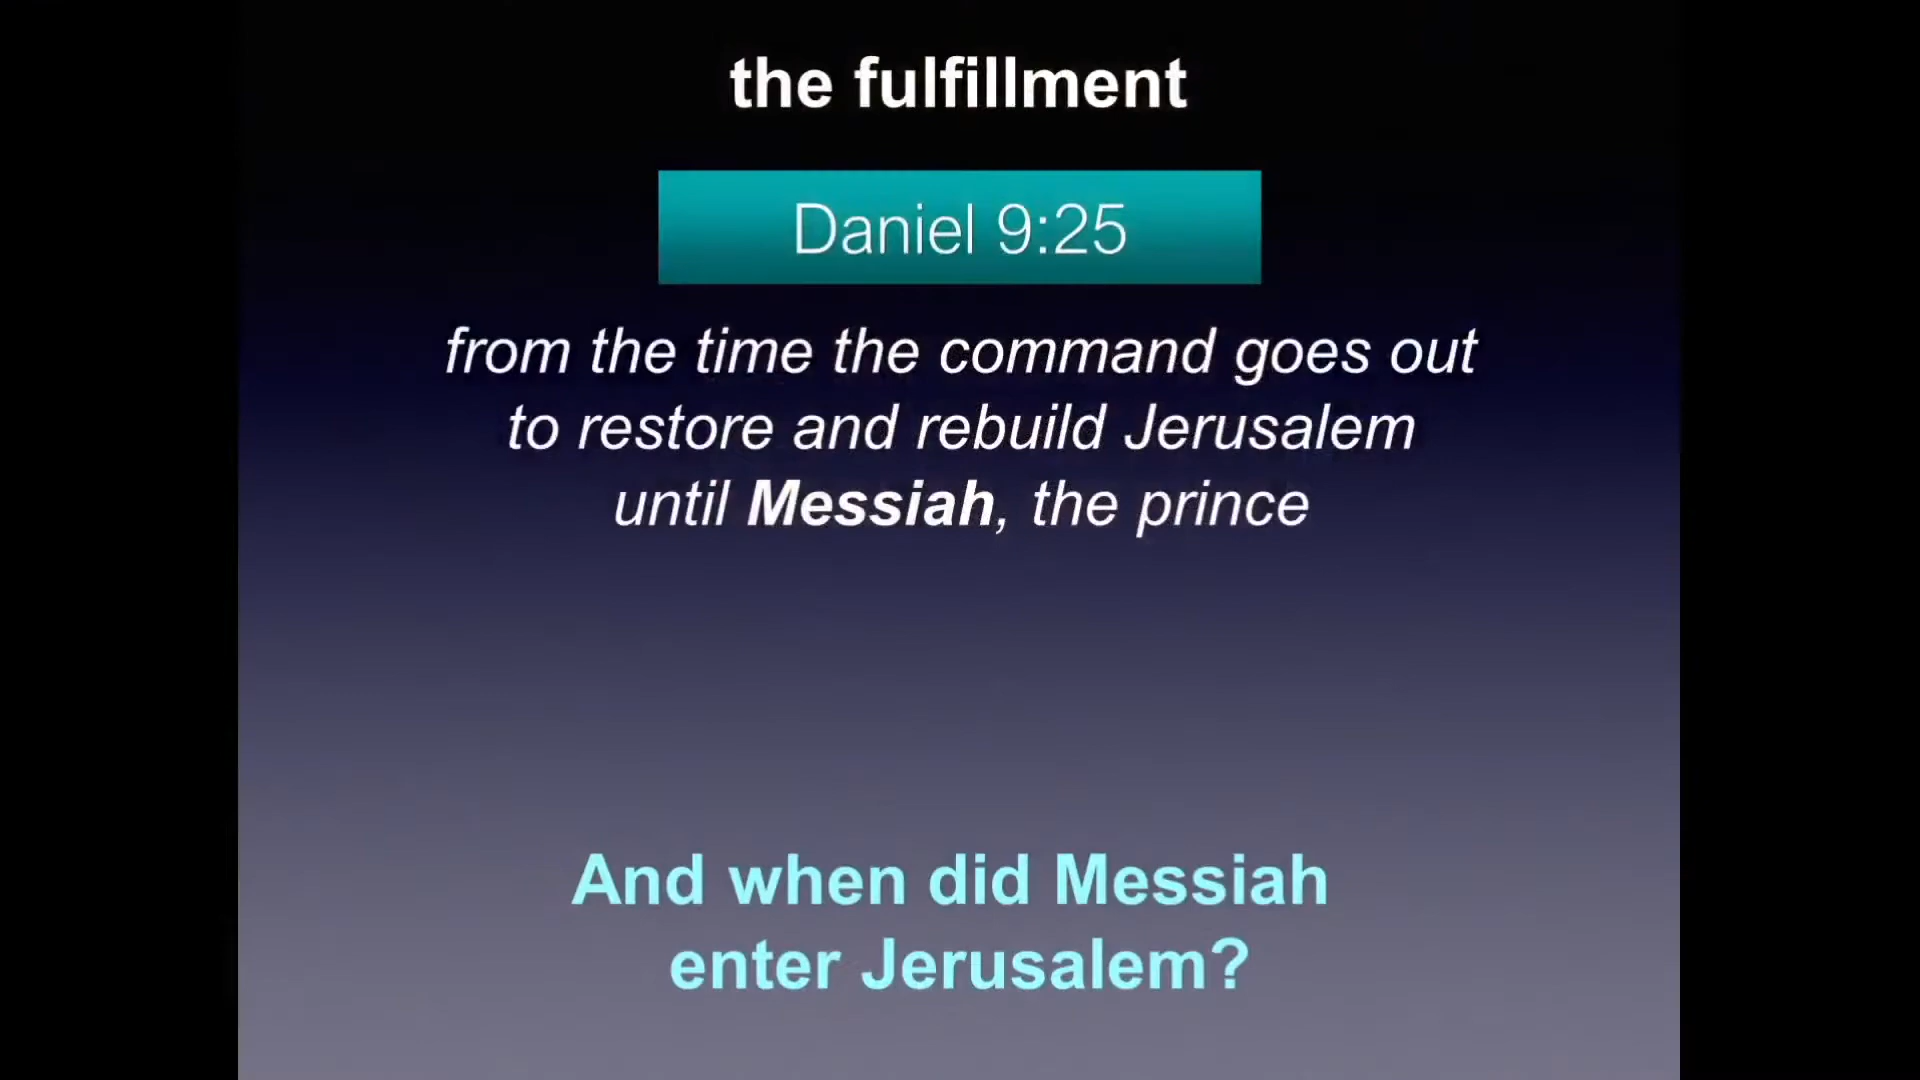 the fulfillment
Daniel 9:25
from the time the command goes out
to restore and rebuild Jerusalem
until Messiah, the prince
And when did Messiah
enter Jerusalem?